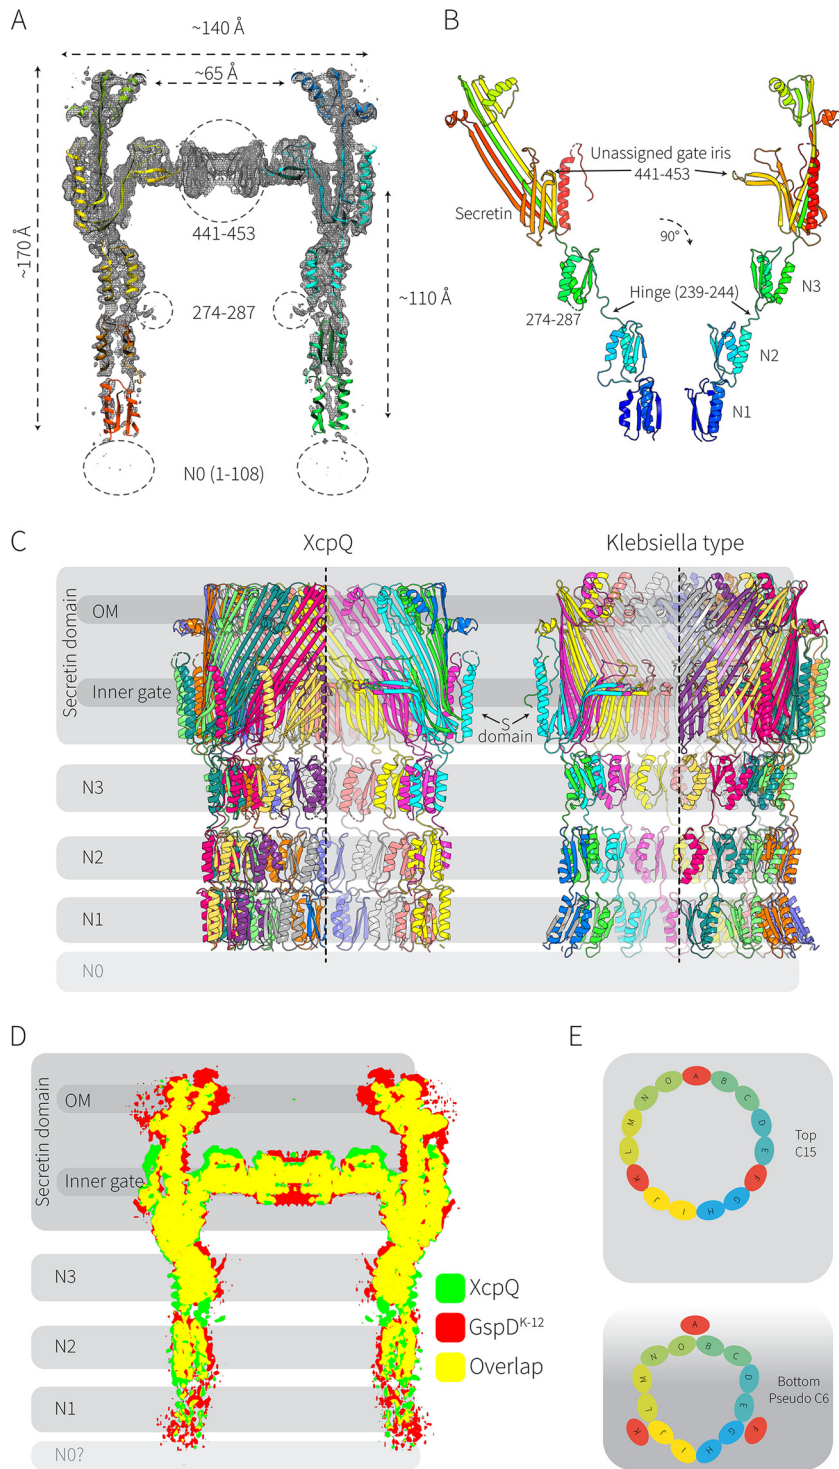 A
~140 Å
~65 Å
~170 Å
441-453
274-287
~110 Å
N0 (1-108)
B
Unassigned gate iris
441-453
Secretin
90°
N3
274-287
Hinge (239-244)
N2
N1
C
XcpQ
Klebsiella type
Secretin domain
OM
Inner gate
S
domain
N3
N2
N1
N0
D
Secretin domain
OM
Inner gate
N3
N2
N1
N0?
XcpQ
GspDK-12
Overlap
E
A
B
C
D
E
F
G
H
I
J
K
L
M
N
O
Top
C15
A
B
C
D
E
F
G
H
I
J
K
L
M
N
O
Bottom
Pseudo C6